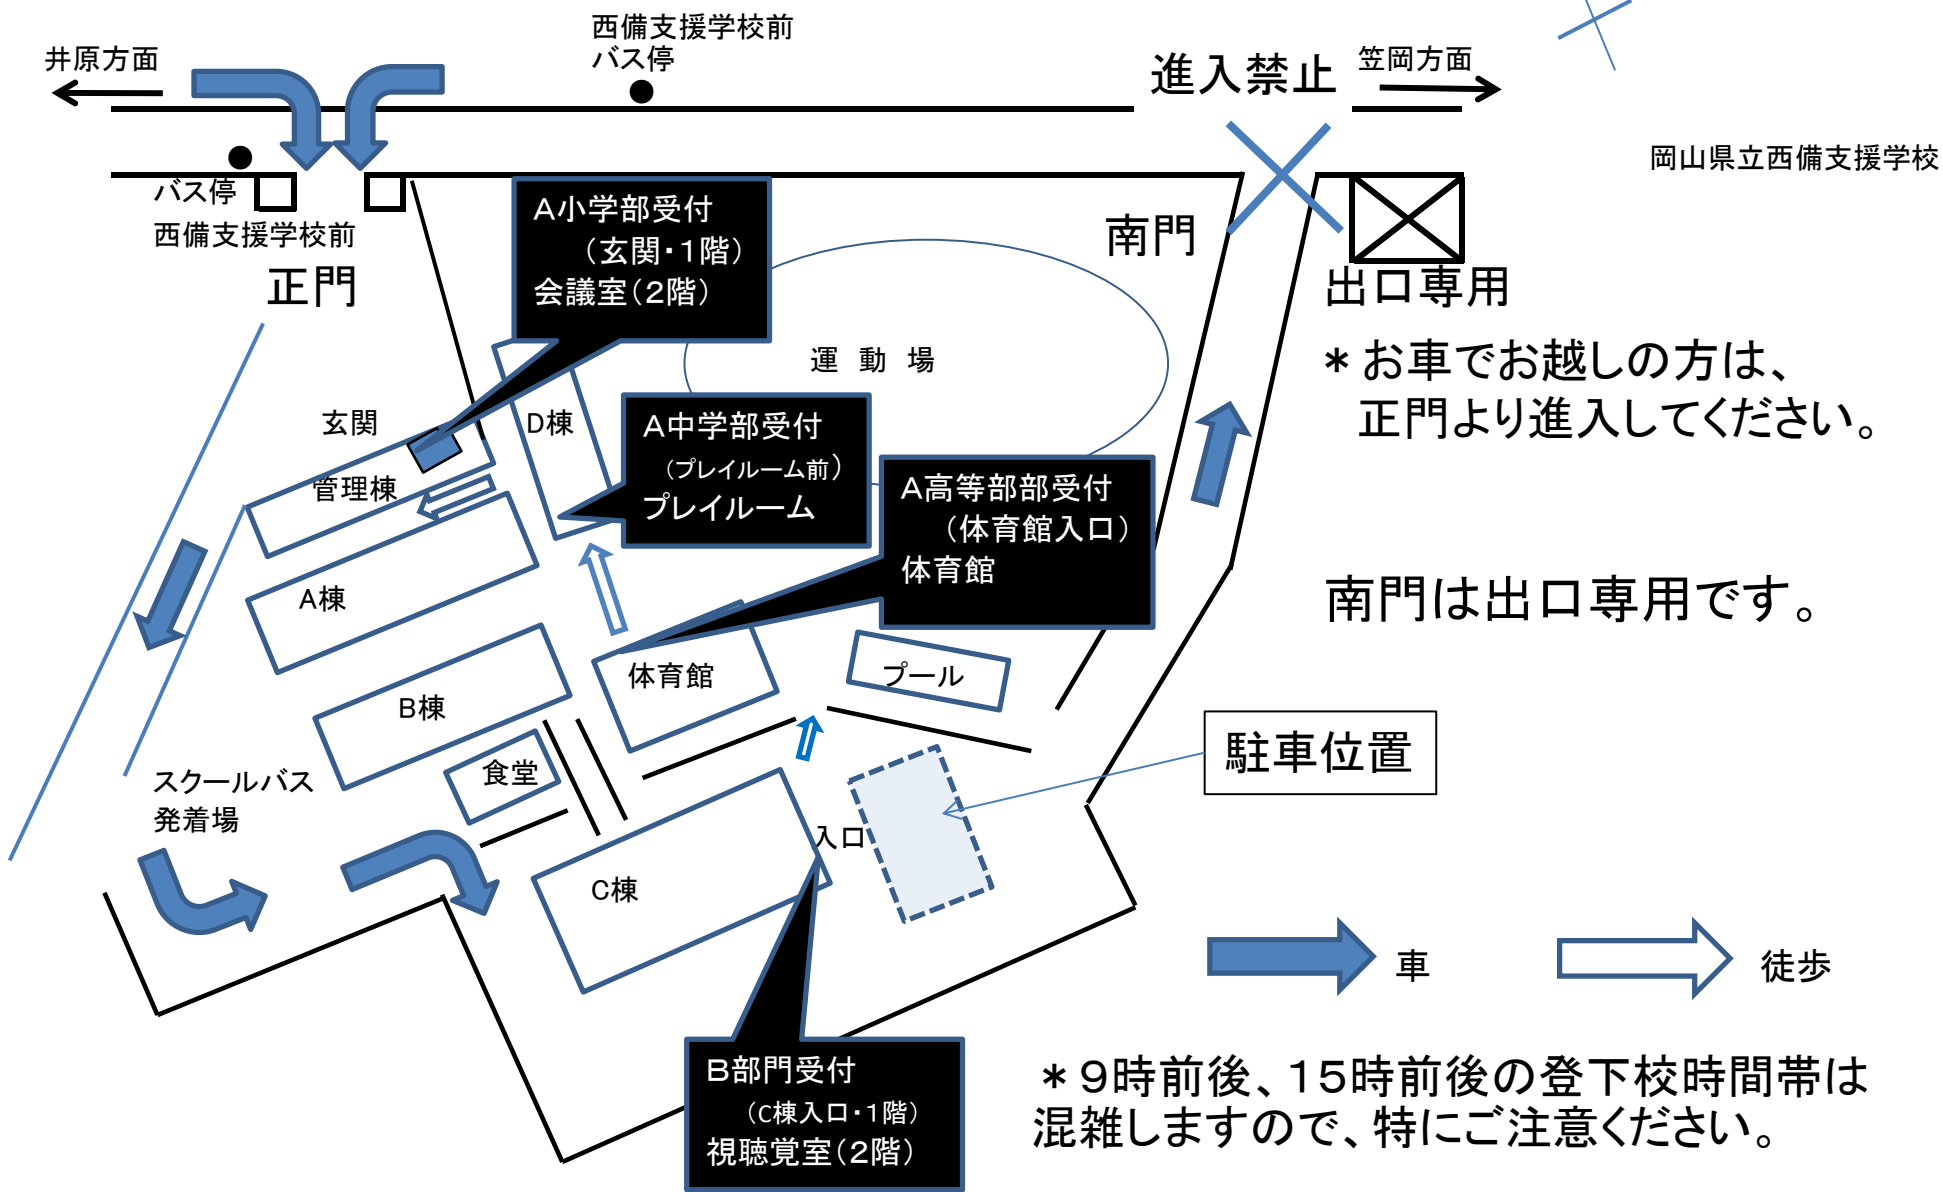 西備支援学校前
バス停
井原方面
進入禁止
笠岡方面
岡山県立西備支援学校
バス停
西備支援学校前
正門
A小学部受付
（玄関・1階）
会議室（2階）
南門
出口専用
＊お車でお越しの方は、
正門より進入してください。
運　動　場
玄関
D棟
A中学部受付
（プレイルーム前）
プレイルーム
管理棟
A高等部部受付
（体育館入口）
体育館
A棟
南門は出口専用です。
体育館
プール
B棟
駐車位置
食堂
スクールバス
発着場
入口
C棟
車
徒歩
B部門受付
（C棟入口・1階）
視聴覚室（2階）
＊9時前後、15時前後の登下校時間帯は
混雑しますので、特にご注意ください。